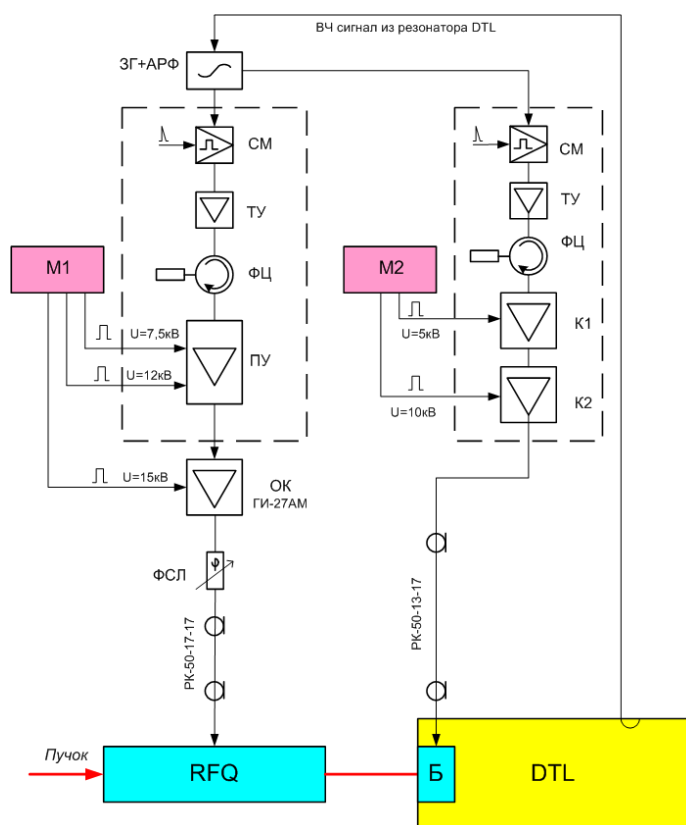 ВЧ сигнал из резонатора DTL
ЗГ+АРФ
СМ
СМ
ТУ
ТУ
ФЦ
ФЦ
М1
М2
U=7,5кВ
ПУ
U=12кВ
U=5кВ
К1
К2
U=10кВ
U=15кВ
ОК
ГИ-27АМ
φ
ФСЛ
РК-50-17-17
РК-50-13-17
Пучок
RFQ
Б
DTL